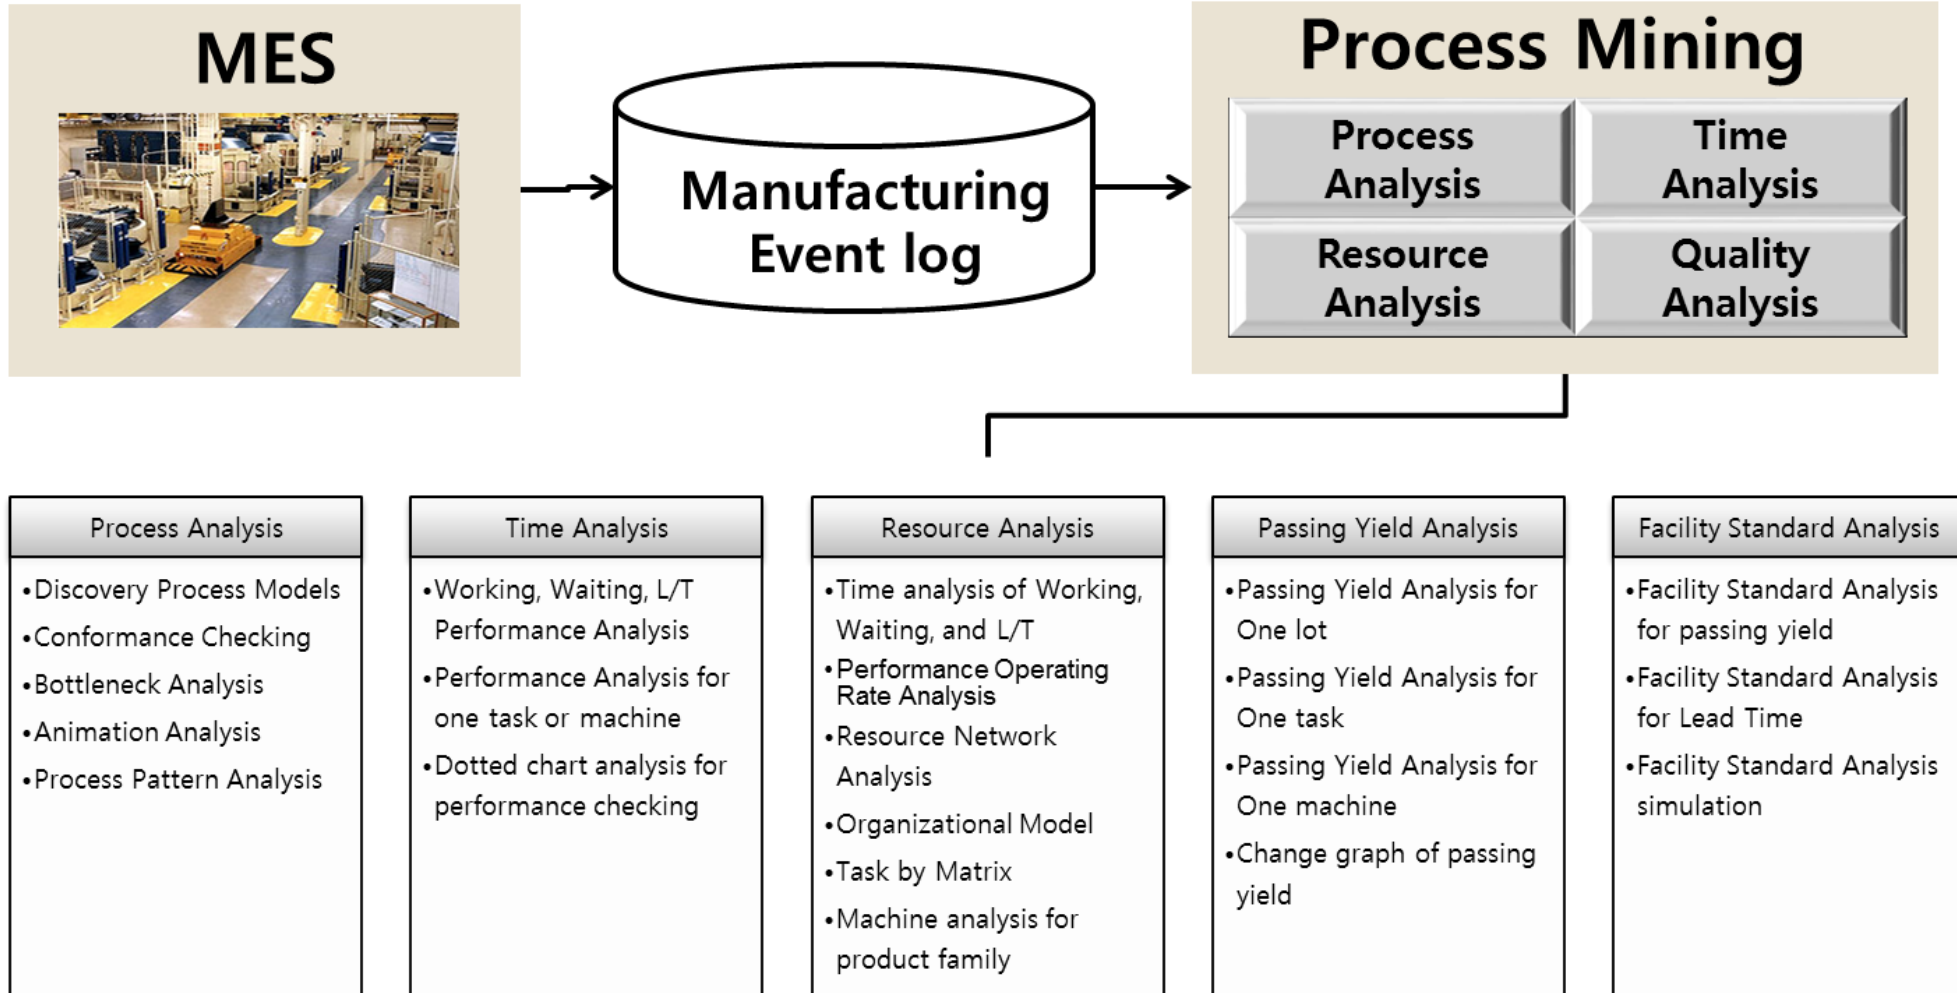 MES
Manufacturing
Event log
Process Mining
Process
Analysis
Time
Analysis
Resource
Analysis
Quality
Analysis
Process Analysis
•Discovery Process Models
•Conformance Checking
•Bottleneck Analysis
•Animation Analysis
•Process Pattern Analysis
Time Analysis
•Working, Waiting, L/T
Performance Analysis
•Performance Analysis for
one task or machine
•Dotted chart analysis for
performance checking
Resource Analysis
•Time analysis of Working,
Waiting, and L/T
•Performance Operating
Rate Analysis
•Resource Network
Analysis
•Organizational Model
•Task by Matrix
•Machine analysis for
product family
Passing Yield Analysis
•Passing Yield Analysis for
One lot
•Passing Yield Analysis for
One task
•Passing Yield Analysis for
One machine
•Change graph of passing
yield
Facility Standard Analysis
•Facility Standard Analysis
for passing yield
•Facility Standard Analysis
for Lead Time
•Facility Standard Analysis
simulation